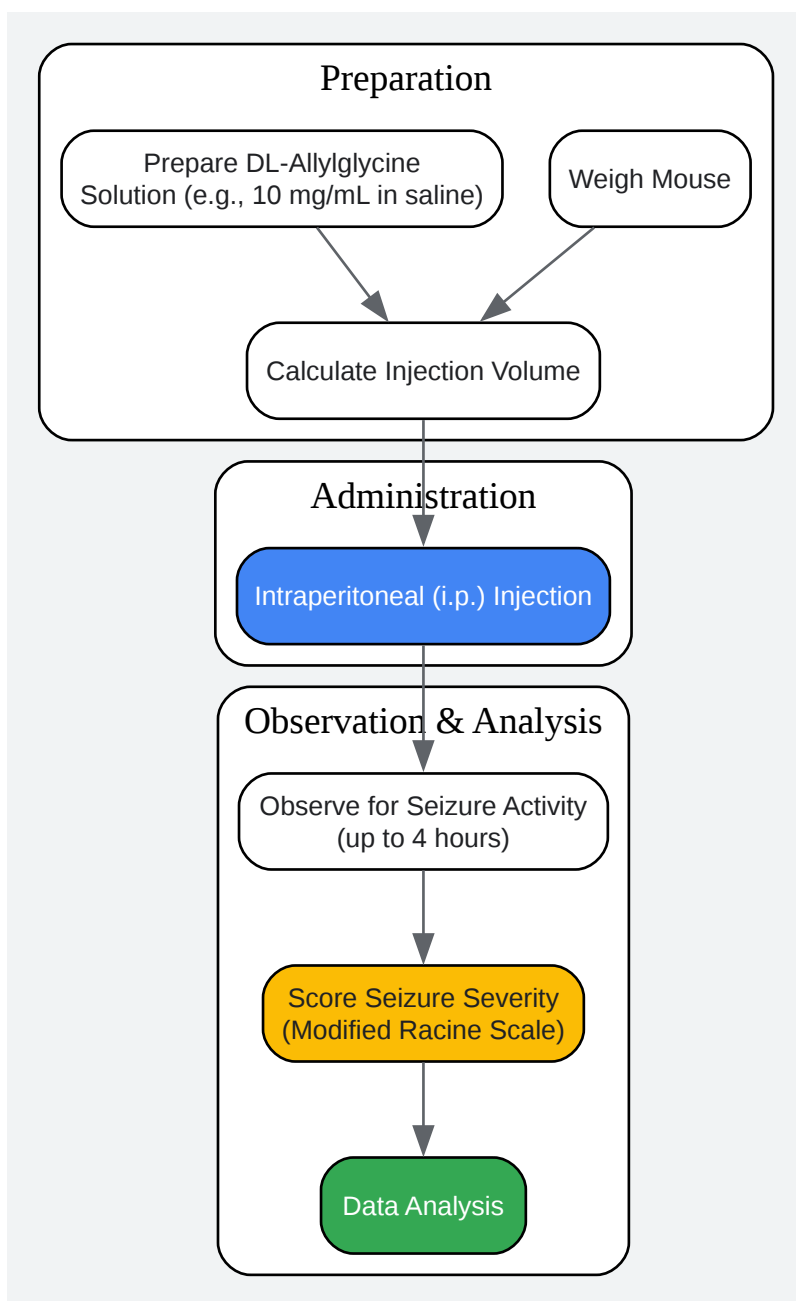 Preparation
Prepare DL-Allylglycine
Solution (e.g., 10 mg/mL in saline)
Weigh Mouse
Calculate Injection Volume
Administration
Intraperitoneal (i.p.) Injection
Observation & Analysis
Observe for Seizure Activity
(up to 4 hours)
Score Seizure Severity
(Modified Racine Scale)
Data Analysis